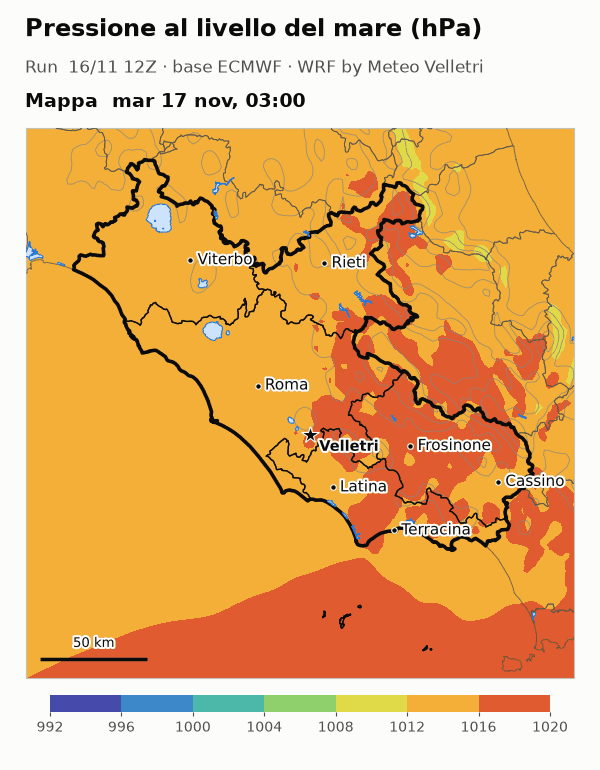 Pressione al livello del mare (hPa)
Run  16/11 12Z · base ECMWF · WRF by Meteo Velletri
Mappa  mar 17 nov, 03:00
Viterbo
Rieti
Roma
Velletri
Frosinone
Latina
Cassino
Terracina
50 km
992 996 1000 1004 1008 1012 1016 1020